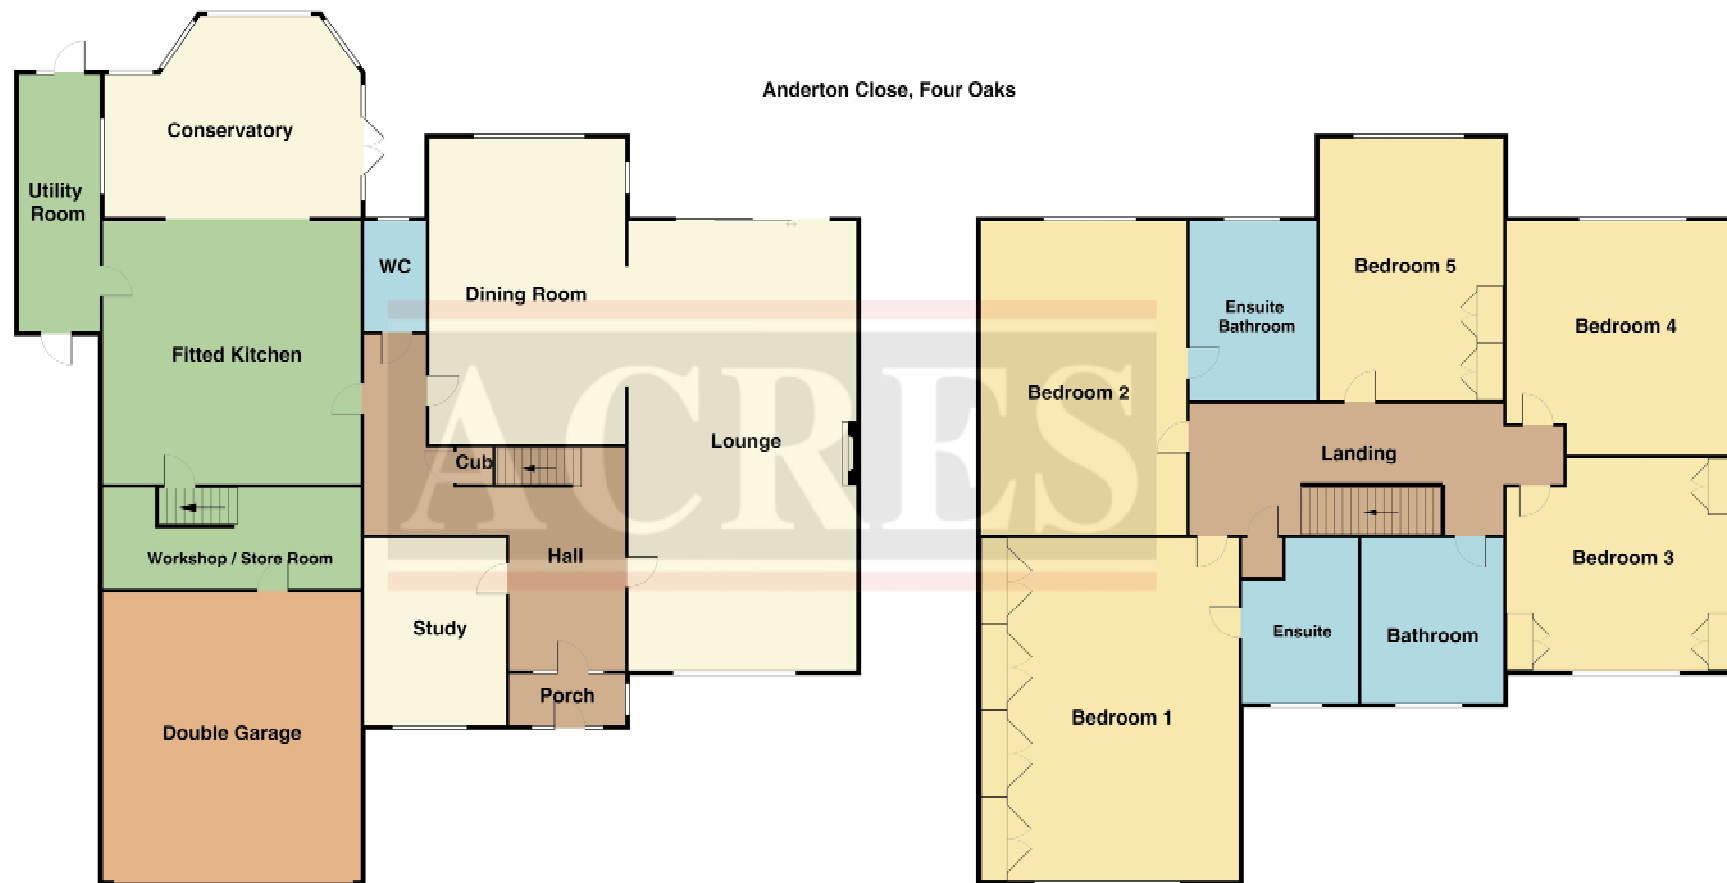 Anderton Close, Four Oaks
Conservatory
Utility
Room
WC
Dining Room
Fitted Kitchen
Lounge
Cub
Hall
Workshop / Store Room
Study
Porch
Double Garage
Bedroom 5
Ensuite
Bathroom
Bedroom 4
Bedroom 2
Landing
Bedroom 3
Ensuite
Bathroom
Bedroom 1
ACRES